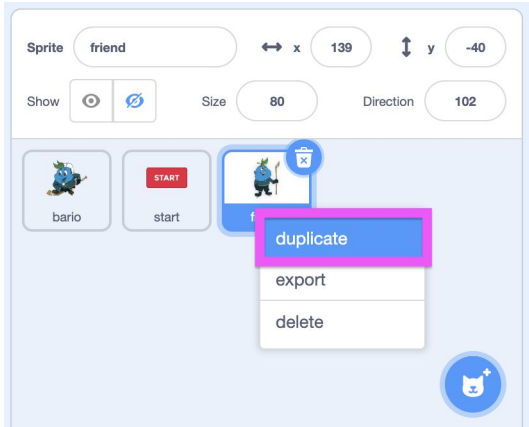 Sprite friend x 139 y -40
Show Size 80 Direction 102
START
bario start f
duplicate
export
delete